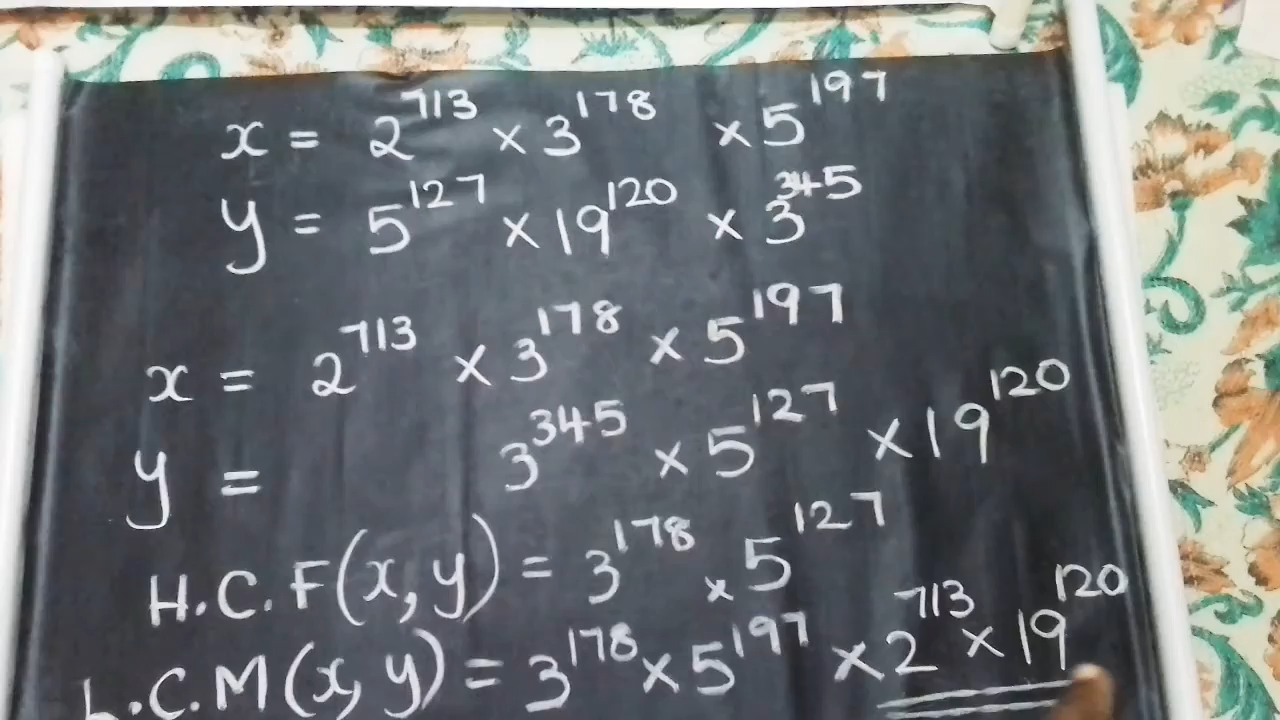 x = 2^713 × 3^178 × 5^197
y = 5^127 × 19^120 × 3^345
x = 2^713 × 3^178 × 5^197
y = 3^345 × 5^127 × 19^120
H.C.F(x,y) = 3^178 × 5^127
L.C.M(x,y) = 3^178 × 5^197 × 2^713 × 19^120